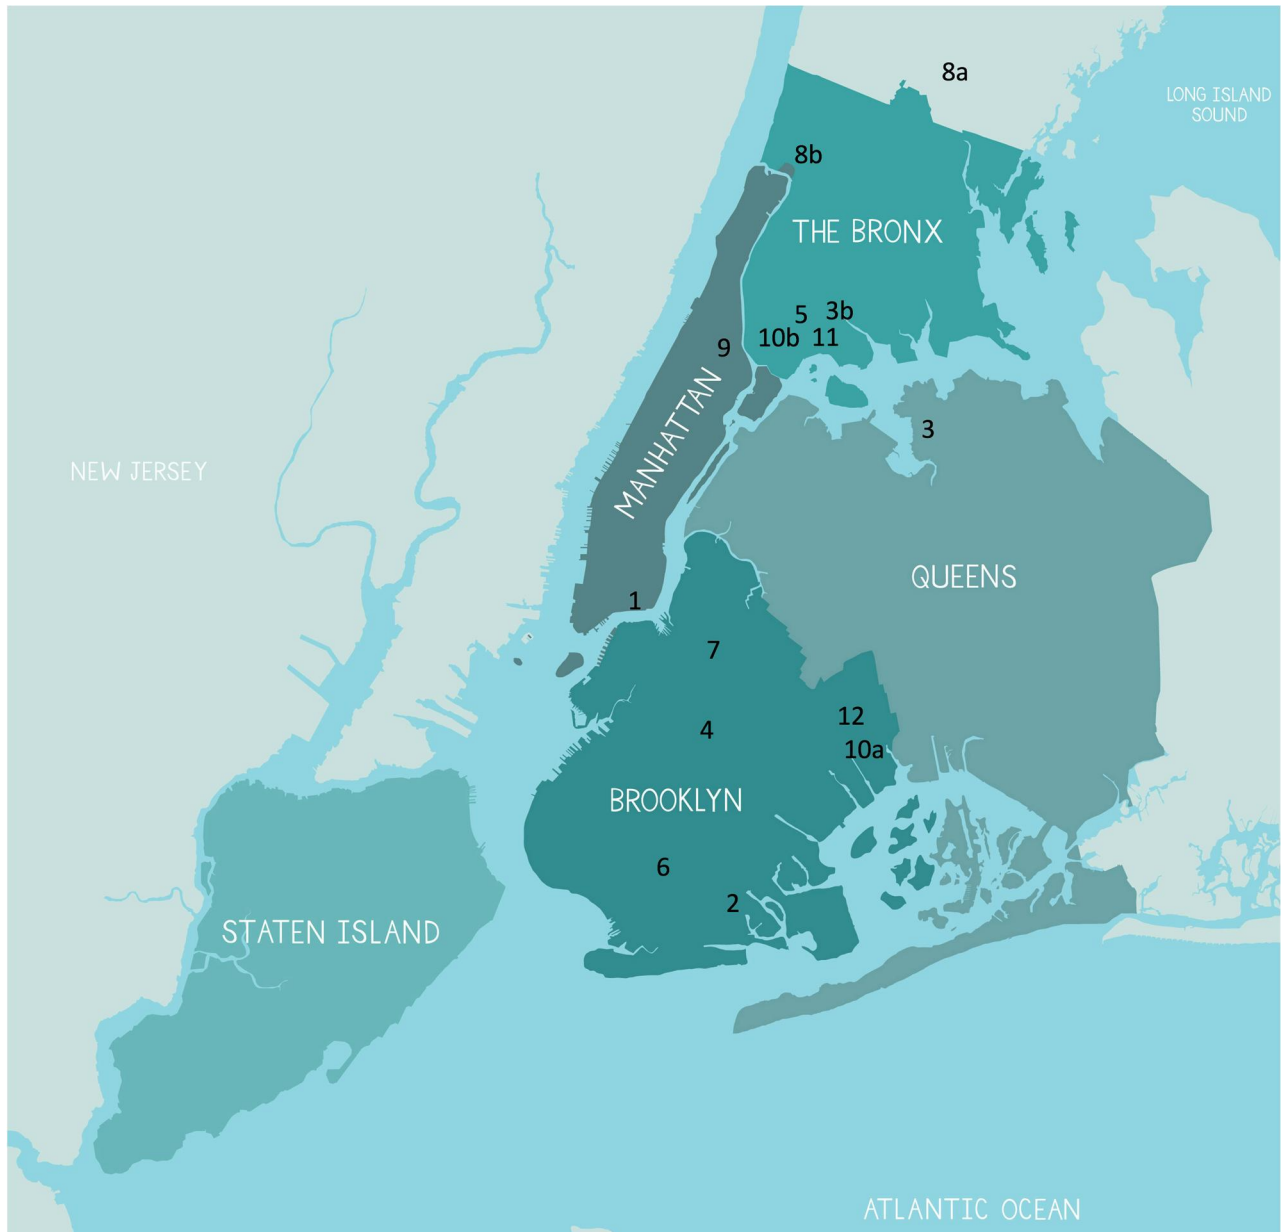 8a
LONG ISLAND
SOUND
8b
THE BRONX
5
3b
10b
11
9
MANHATTAN
3
NEW JERSEY
QUEENS
1
7
12
4
10a
BROOKLYN
6
2
STATEN ISLAND
ATLANTIC OCEAN